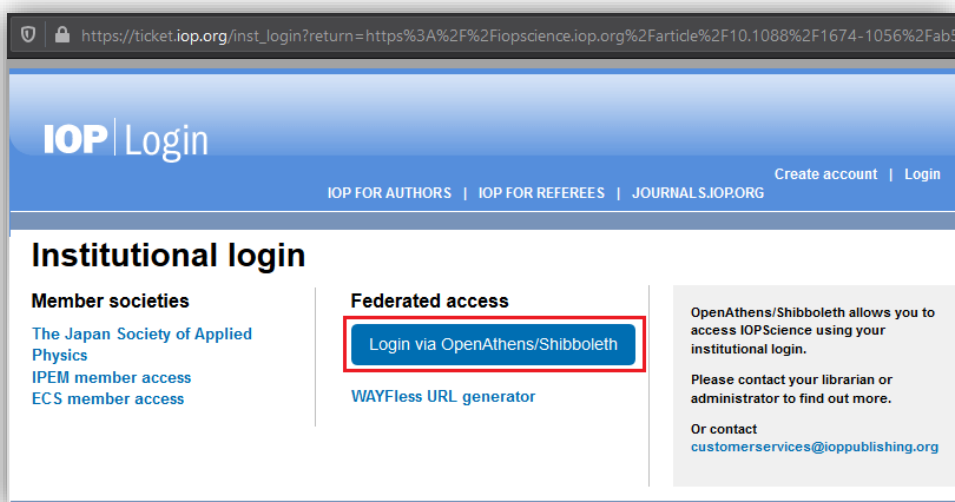 https://ticket.iop.org/inst_login?return=https%3A%2F%2Fiopscience.iop.org%2Farticle%2F10.1088%2F1674-1056%2Fab5
IOP Login
Create account | Login
IOP FOR AUTHORS | IOP FOR REFEREES | JOURNALS.IOP.ORG
Institutional login
Member societies
The Japan Society of Applied
Physics
IPEM member access
ECS member access
Federated access
Login via OpenAthens/Shibboleth
WAYFless URL generator
OpenAthens/Shibboleth allows you to
access IOPScience using your
institutional login.
Please contact your librarian or
administrator to find out more.
Or contact
customerservices@ioppublishing.org